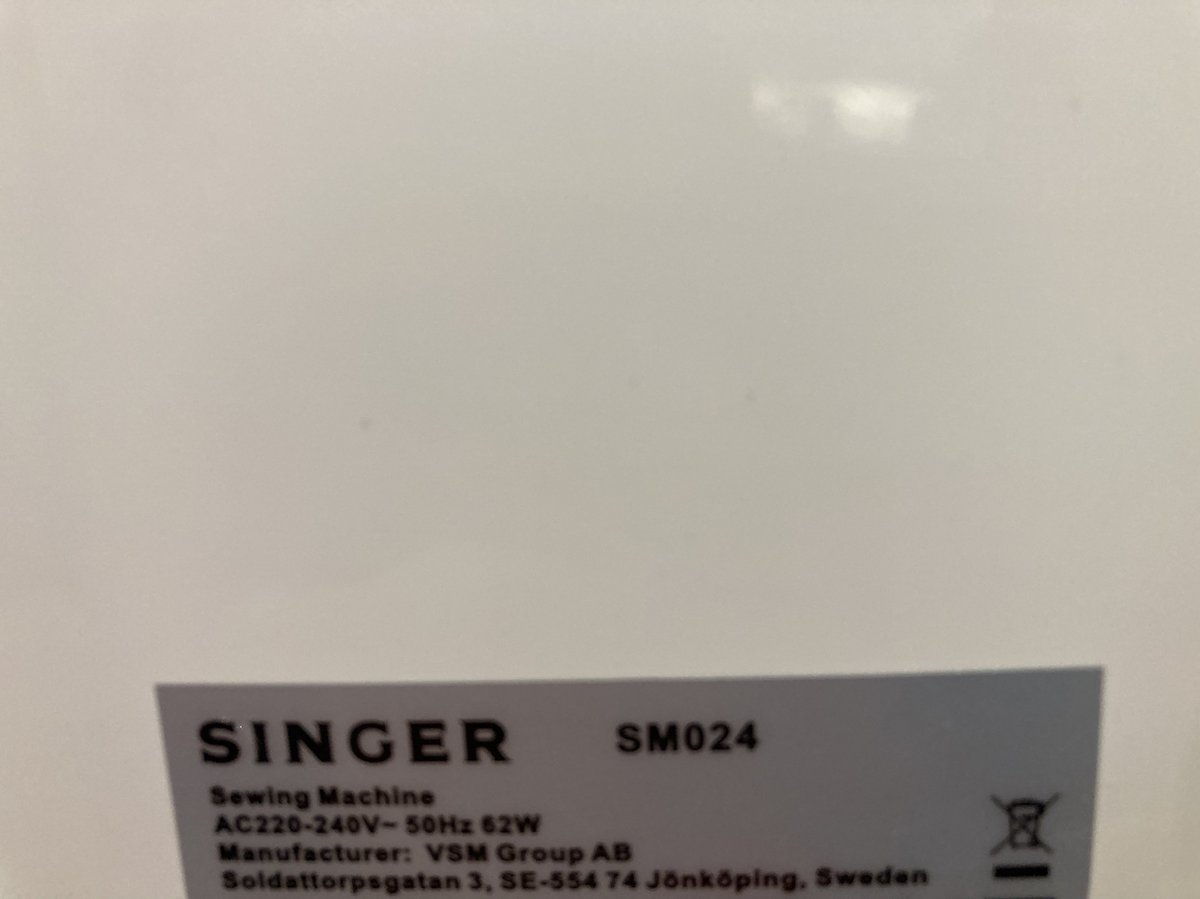 SINGER SM024
Sewing Machine
AC220-240V~ 50Hz 62W
Manufacturer: VSM Group AB
Soldattorpsgatan 3, SE-554 74 Jönköping, Sweden